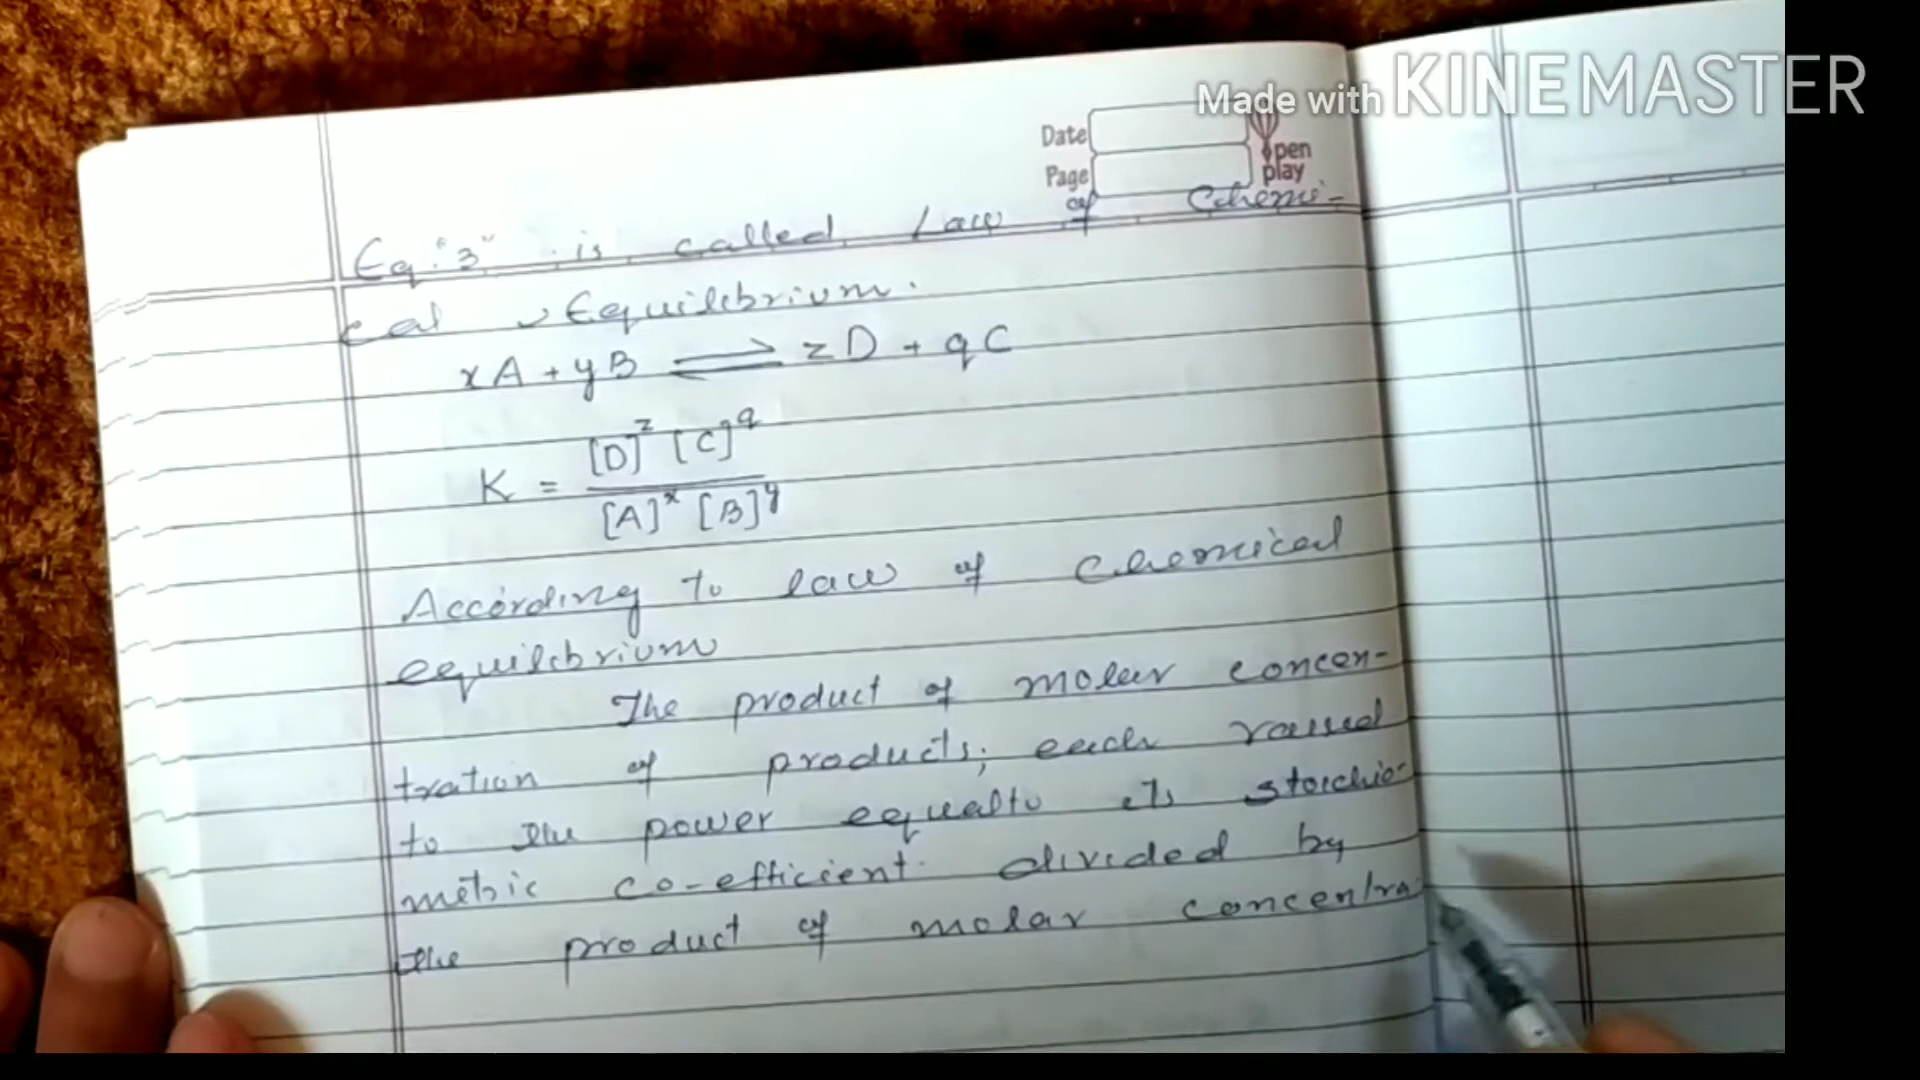 Made with KINEMASTER
Date
Page
open play
Eq. "3" is called Law of Chemi-
cal Equilibrium.
xA + yB ⇌ zD + qC
K = [D]^z [C]^q / [A]^x [B]^y
According to law of chemical
equilibrium
The product of molar concen-
tration of products; each raised
to the power equal to its stoichio-
metric co-efficient divided by
the product of molar concentra-